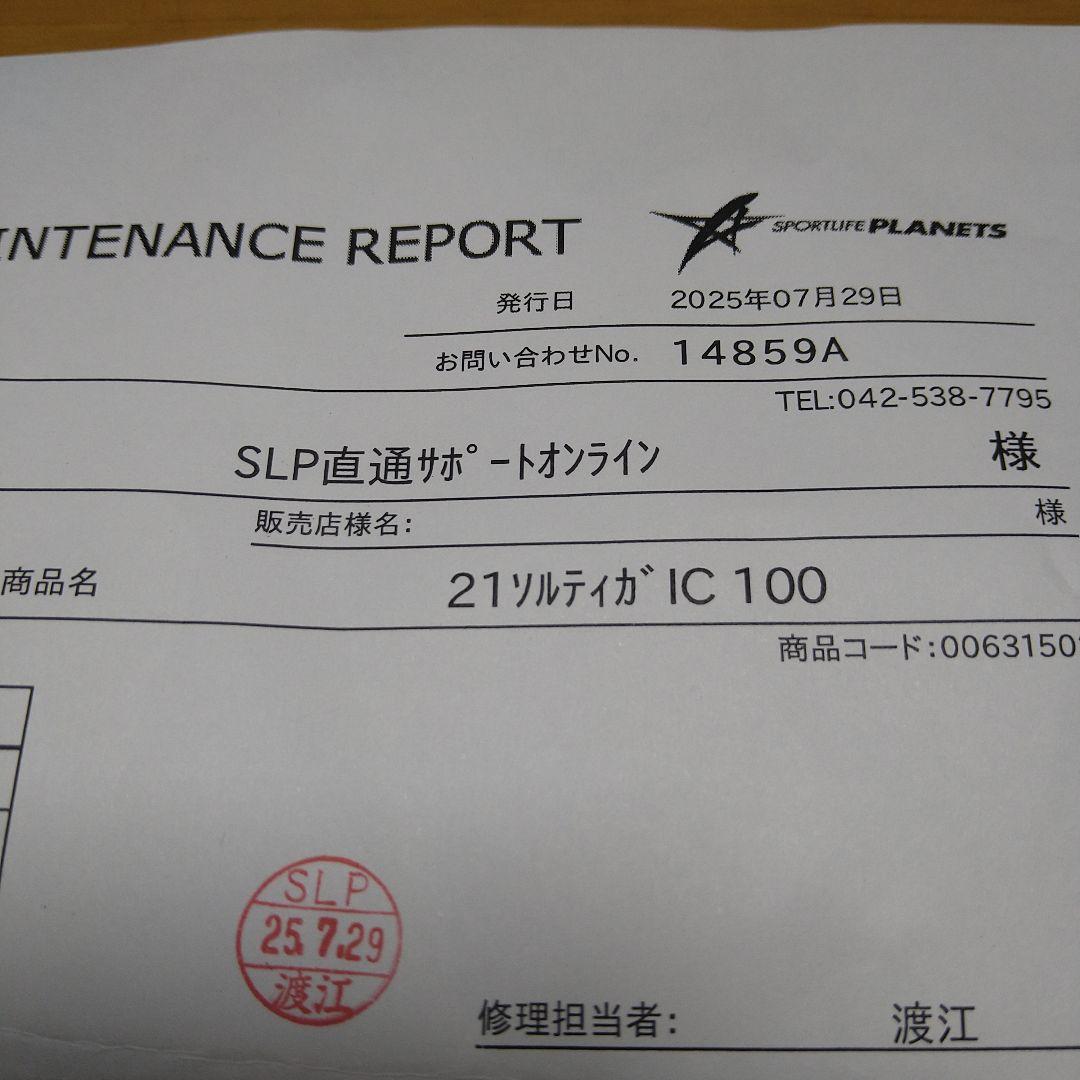 INTENANCE REPORT
SPORTLIFE PLANETS
発行日 2025年07月29日
お問い合わせNo. 14859A
TEL:042-538-7795
SLP直通ｻﾎﾟｰﾄｵﾝﾗｲﾝ 様
販売店様名: 様
商品名 21ｿﾙﾃｨｶﾞIC 100
商品コード:0063150
SLP
25.7.29
渡江
修理担当者: 渡江